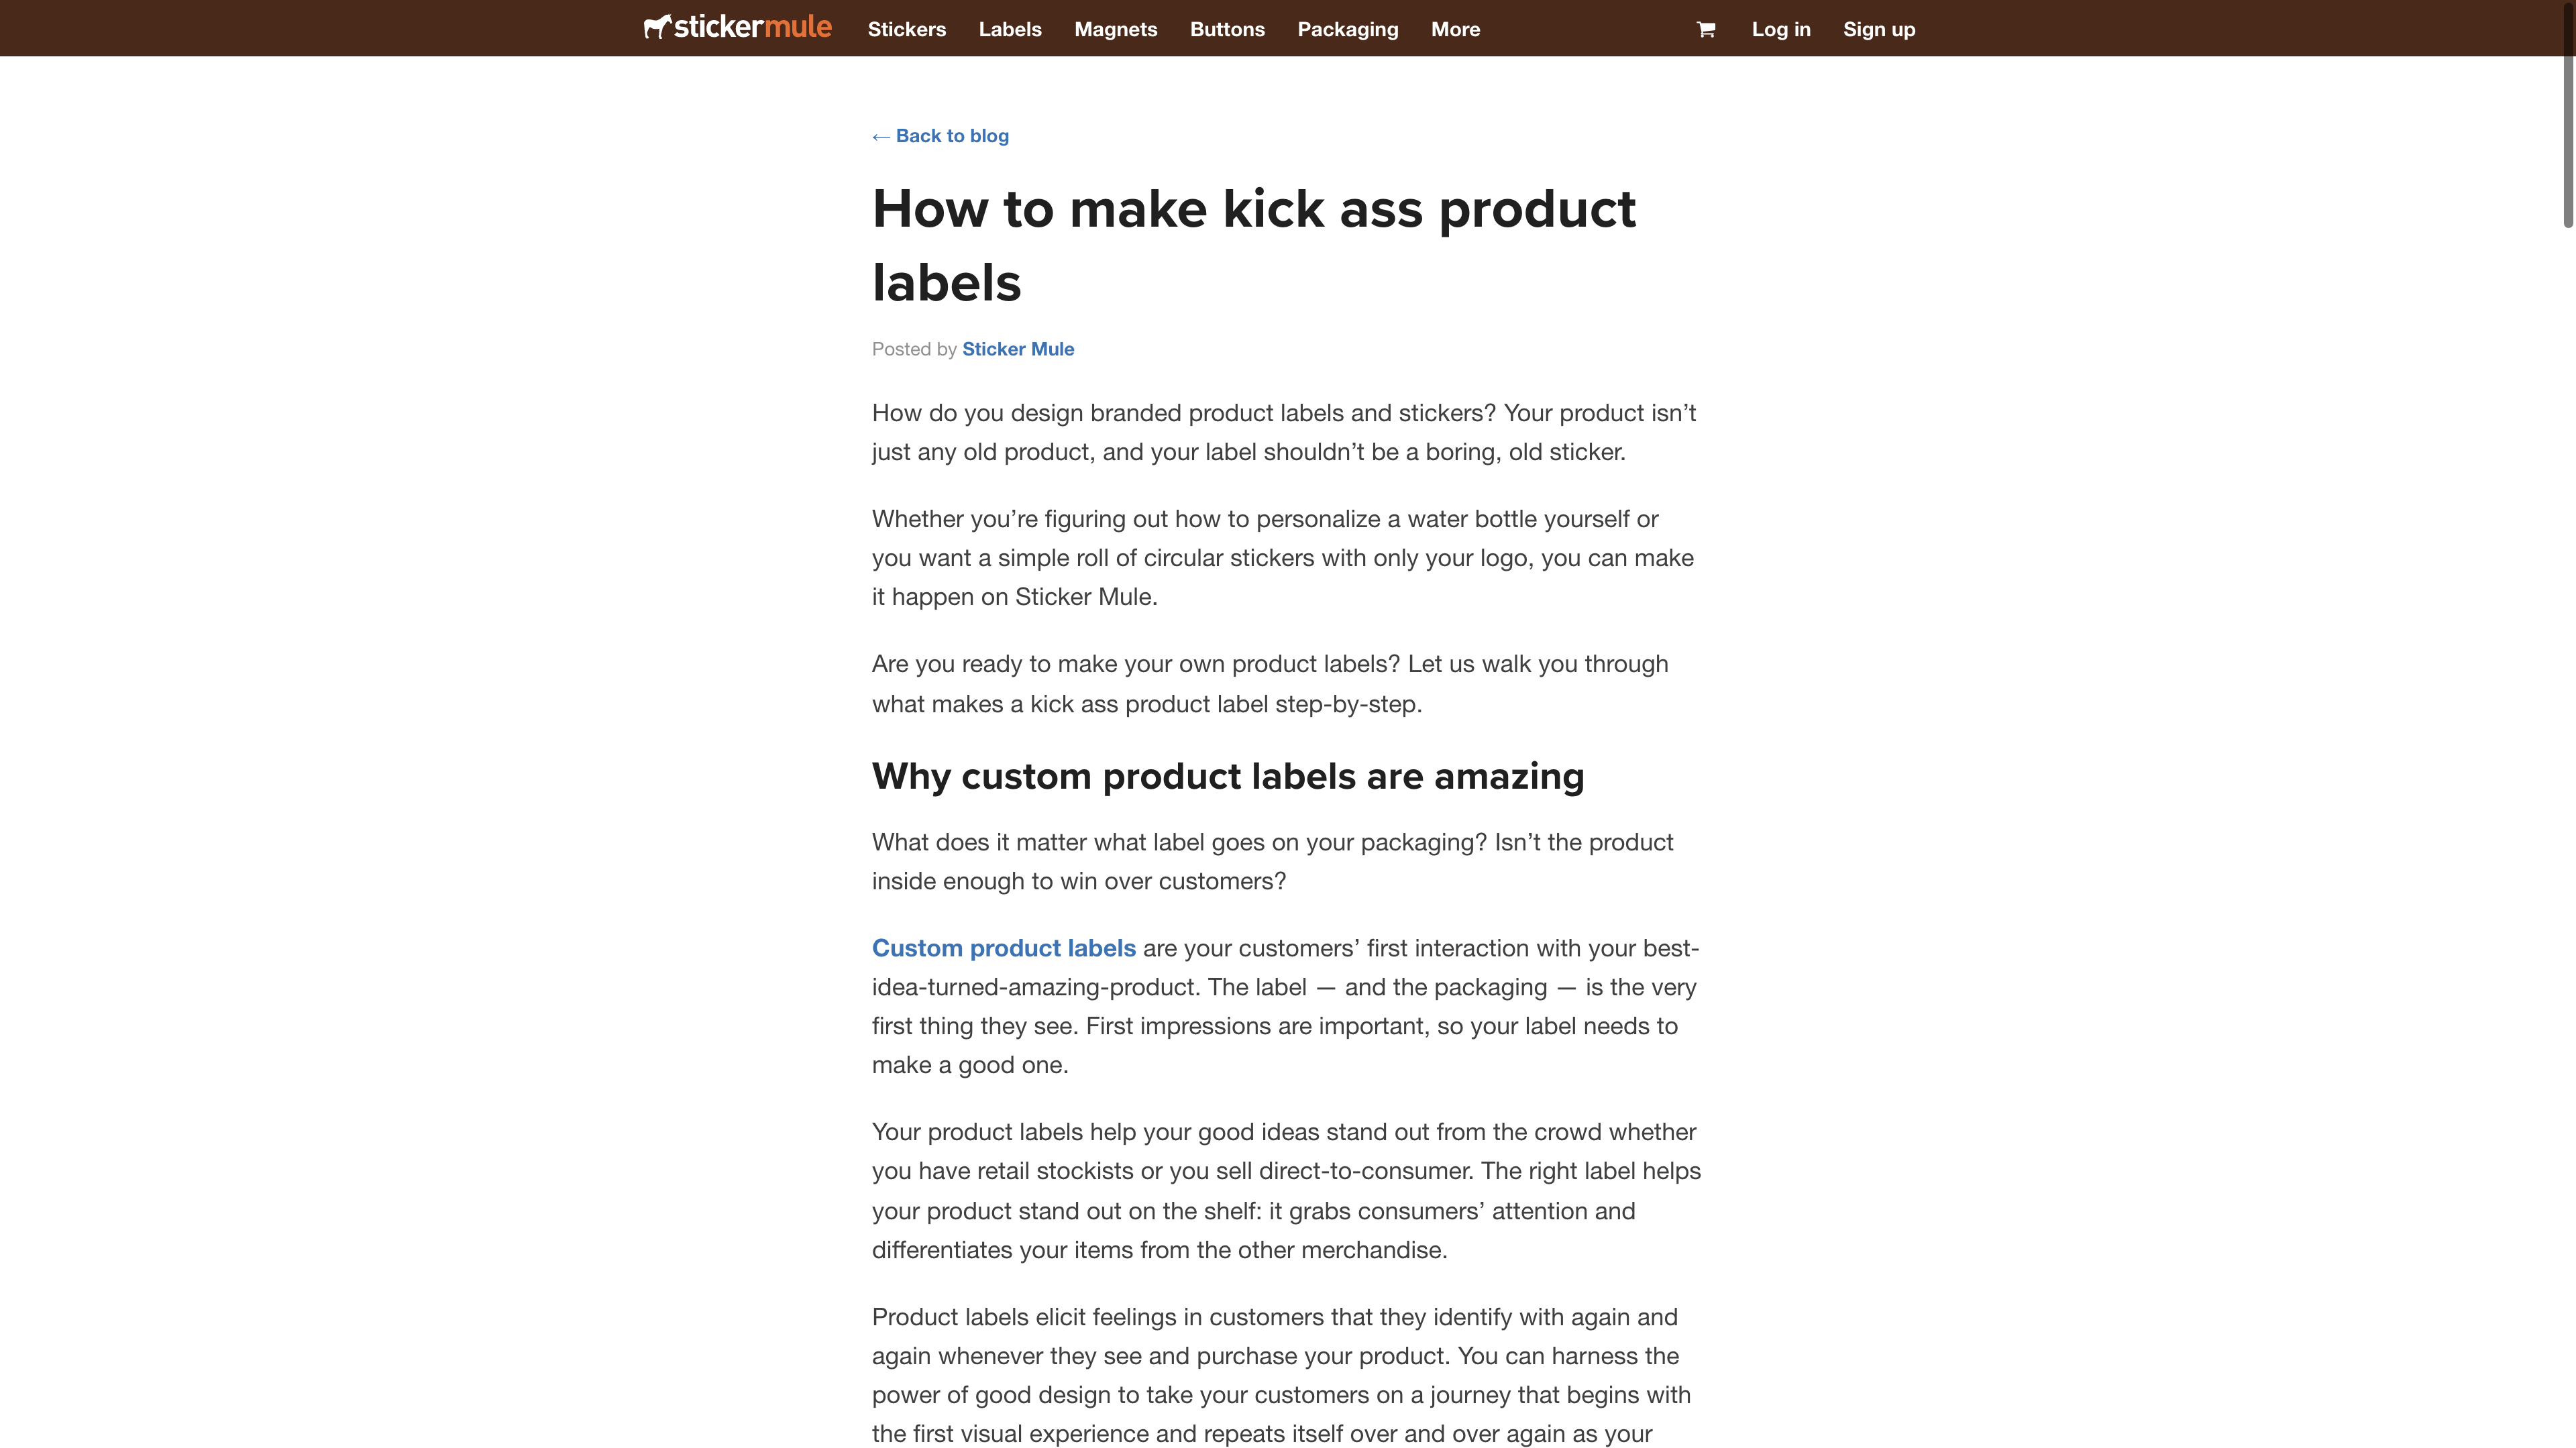 stickermule Stickers Labels Magnets Buttons Packaging More Log in Sign up
← Back to blog
How to make kick ass product
labels
Posted by Sticker Mule
How do you design branded product labels and stickers? Your product isn’t
just any old product, and your label shouldn’t be a boring, old sticker.
Whether you’re figuring out how to personalize a water bottle yourself or
you want a simple roll of circular stickers with only your logo, you can make
it happen on Sticker Mule.
Are you ready to make your own product labels? Let us walk you through
what makes a kick ass product label step-by-step.
Why custom product labels are amazing
What does it matter what label goes on your packaging? Isn’t the product
inside enough to win over customers?
Custom product labels are your customers’ first interaction with your best-
idea-turned-amazing-product. The label — and the packaging — is the very
first thing they see. First impressions are important, so your label needs to
make a good one.
Your product labels help your good ideas stand out from the crowd whether
you have retail stockists or you sell direct-to-consumer. The right label helps
your product stand out on the shelf: it grabs consumers’ attention and
differentiates your items from the other merchandise.
Product labels elicit feelings in customers that they identify with again and
again whenever they see and purchase your product. You can harness the
power of good design to take your customers on a journey that begins with
the first visual experience and repeats itself over and over again as your